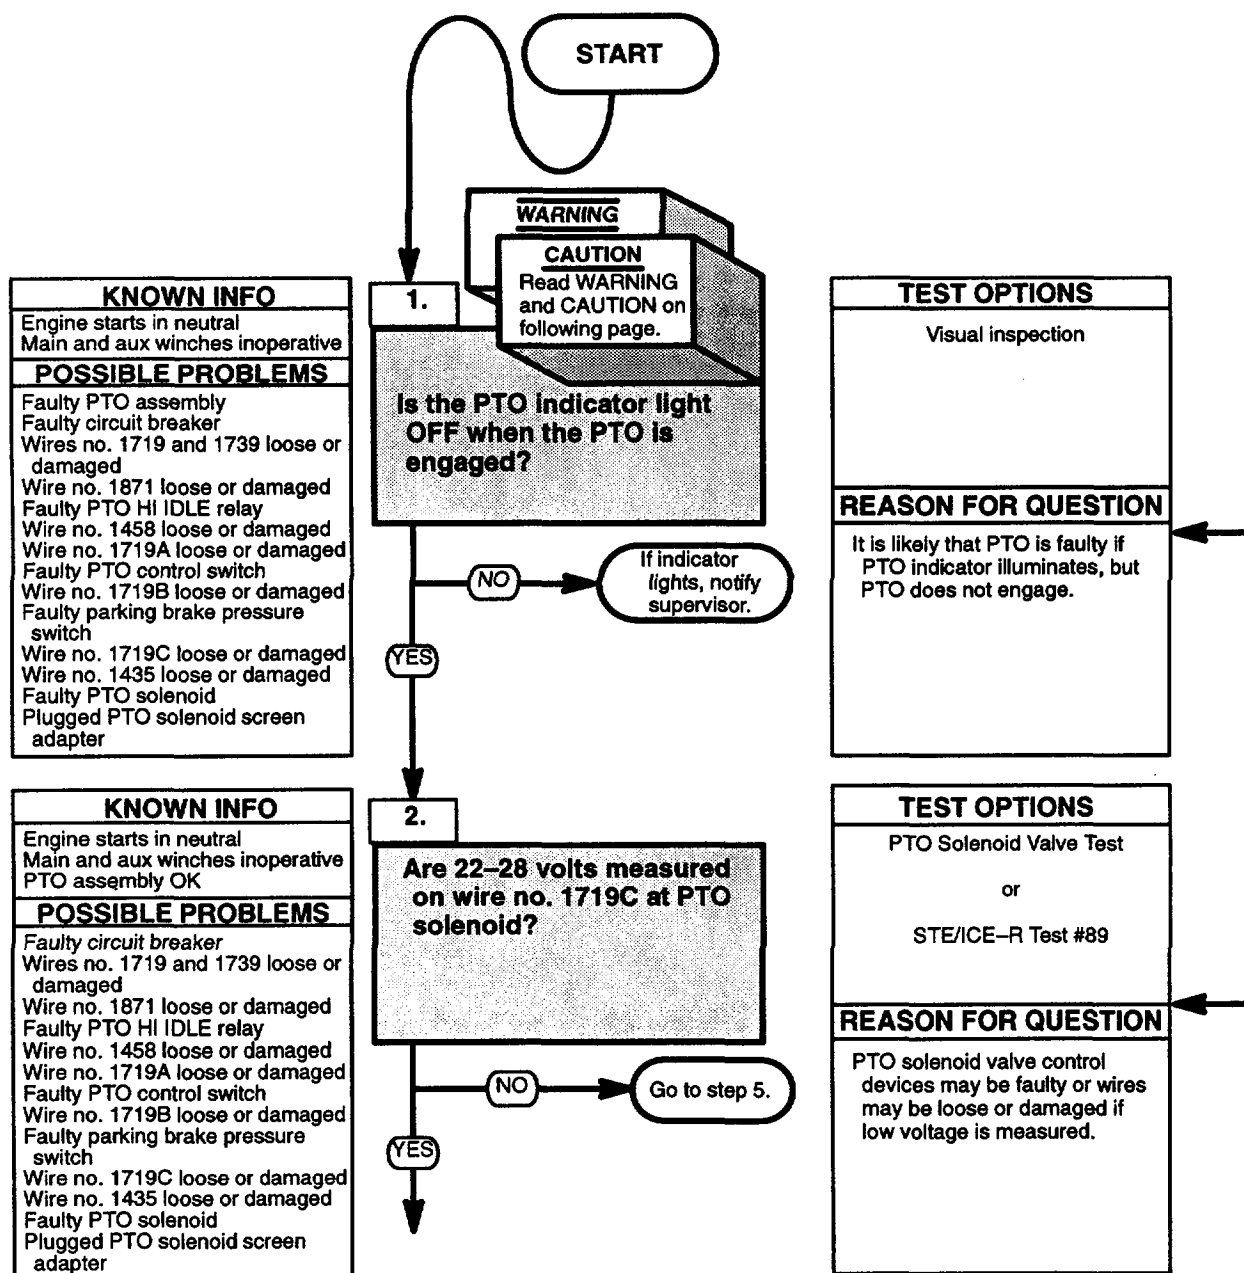 START
WARNING
CAUTION
Read WARNING
and CAUTION on
following page.
KNOWN INFO
Engine starts in neutral
Main and aux winches inoperative
POSSIBLE PROBLEMS
Faulty PTO assembly
Faulty circuit breaker
Wires no. 1719 and 1739 loose or
damaged
Wire no. 1871 loose or damaged
Faulty PTO HI IDLE relay
Wire no. 1458 loose or damaged
Wire no. 1719A loose or damaged
Faulty PTO control switch
Wire no. 1719B loose or damaged
Faulty parking brake pressure
switch
Wire no. 1719C loose or damaged
Wire no. 1435 loose or damaged
Faulty PTO solenoid
Plugged PTO solenoid screen
adapter
1.
Is the PTO indicator light
OFF when the PTO is
engaged?
NO
If indicator
lights, notify
supervisor.
YES
TEST OPTIONS
Visual inspection
REASON FOR QUESTION
It is likely that PTO is faulty if
PTO indicator illuminates, but
PTO does not engage.
KNOWN INFO
Engine starts in neutral
Main and aux winches inoperative
PTO assembly OK
POSSIBLE PROBLEMS
Faulty circuit breaker
Wires no. 1719 and 1739 loose or
damaged
Wire no. 1871 loose or damaged
Faulty PTO HI IDLE relay
Wire no. 1458 loose or damaged
Wire no. 1719A loose or damaged
Faulty PTO control switch
Wire no. 1719B loose or damaged
Faulty parking brake pressure
switch
Wire no. 1719C loose or damaged
Wire no. 1435 loose or damaged
Faulty PTO solenoid
Plugged PTO solenoid screen
adapter
2.
Are 22–28 volts measured
on wire no. 1719C at PTO
solenoid?
NO
Go to step 5.
YES
TEST OPTIONS
PTO Solenoid Valve Test
or
STE/ICE–R Test #89
REASON FOR QUESTION
PTO solenoid valve control
devices may be faulty or wires
may be loose or damaged if
low voltage is measured.